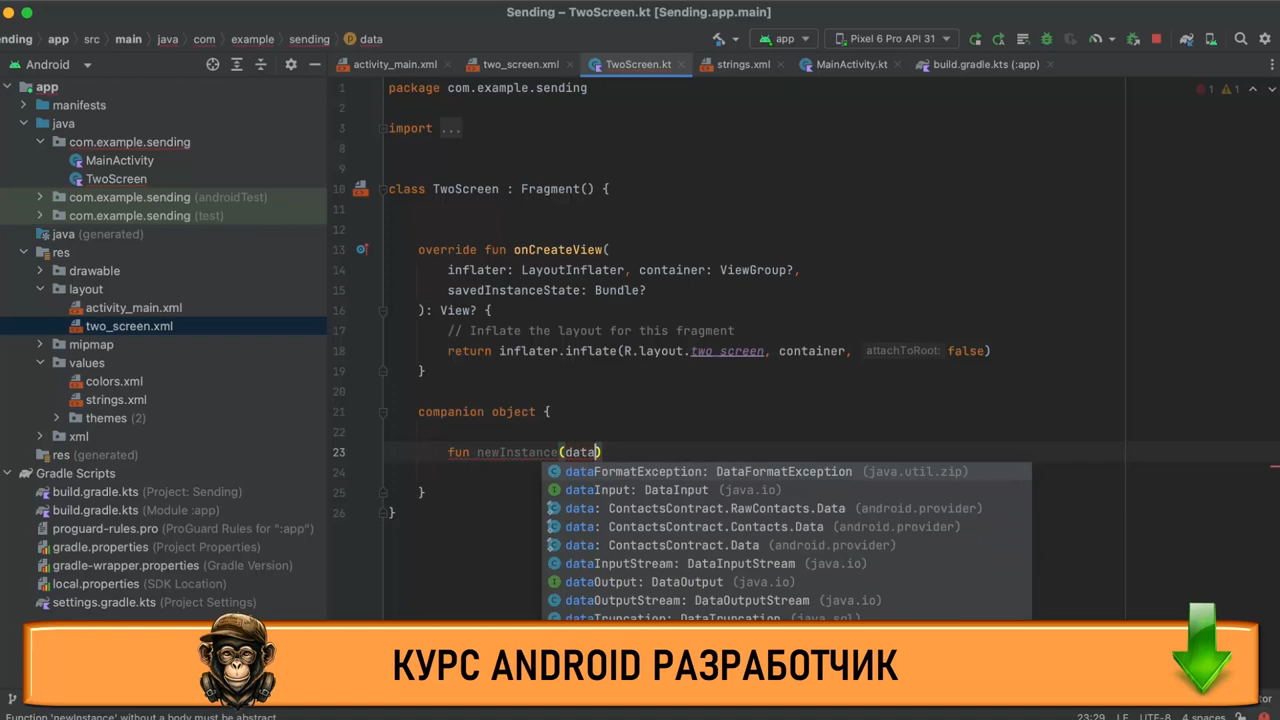 Sending – TwoScreen.kt [Sending.app.main]
ending app src main java com example sending data
app Pixel 6 Pro API 31
Android
activity_main.xml two_screen.xml TwoScreen.kt strings.xml MainActivity.kt build.gradle.kts (:app)
app
manifests
java
com.example.sending
MainActivity
TwoScreen
com.example.sending (androidTest)
com.example.sending (test)
java (generated)
res
drawable
layout
activity_main.xml
two_screen.xml
mipmap
values
colors.xml
strings.xml
themes (2)
xml
res (generated)
Gradle Scripts
build.gradle.kts (Project: Sending)
build.gradle.kts (Module :app)
proguard-rules.pro (ProGuard Rules for ":app")
gradle.properties (Project Properties)
gradle-wrapper.properties (Gradle Version)
local.properties (SDK Location)
settings.gradle.kts (Project Settings)
1 package com.example.sending 1 1
2
3 import ...
8
9
10 class TwoScreen : Fragment() {
11
12
13 override fun onCreateView(
14 inflater: LayoutInflater, container: ViewGroup?,
15 savedInstanceState: Bundle?
16 ): View? {
17 // Inflate the layout for this fragment
18 return inflater.inflate(R.layout.two_screen, container, attachToRoot: false)
19 }
20
21 companion object {
22
23 fun newInstance(data)
24
25 }
26 }
dataFormatException: DataFormatException (java.util.zip)
dataInput: DataInput (java.io)
data: ContactsContract.RawContacts.Data (android.provider)
data: ContactsContract.Contacts.Data (android.provider)
data: ContactsContract.Data (android.provider)
dataInputStream: DataInputStream (java.io)
dataOutput: DataOutput (java.io)
dataOutputStream: DataOutputStream (java.io)
dataTruncation: DataTruncation (java.sql)
КУРС ANDROID РАЗРАБОТЧИК
tor
Function 'newInstance' without a body must be abstract 23:29 LF UTF-8 4 spaces